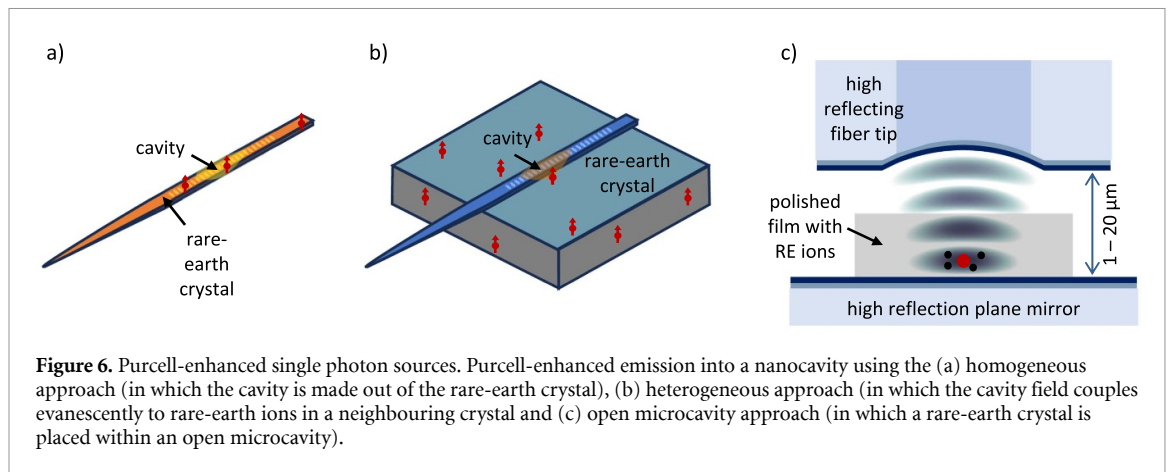 a)
cavity
rare-
earth
crystal
b)
cavity
rare-earth
crystal
c)
high
reflecting
fiber tip
polished
film with
RE ions
1 – 20 μm
high reflection plane mirror
Figure 6. Purcell-enhanced single photon sources. Purcell-enhanced emission into a nanocavity using the (a) homogeneous
approach (in which the cavity is made out of the rare-earth crystal), (b) heterogeneous approach (in which the cavity field couples
evanescently to rare-earth ions in a neighbouring crystal and (c) open microcavity approach (in which a rare-earth crystal is
placed within an open microcavity).